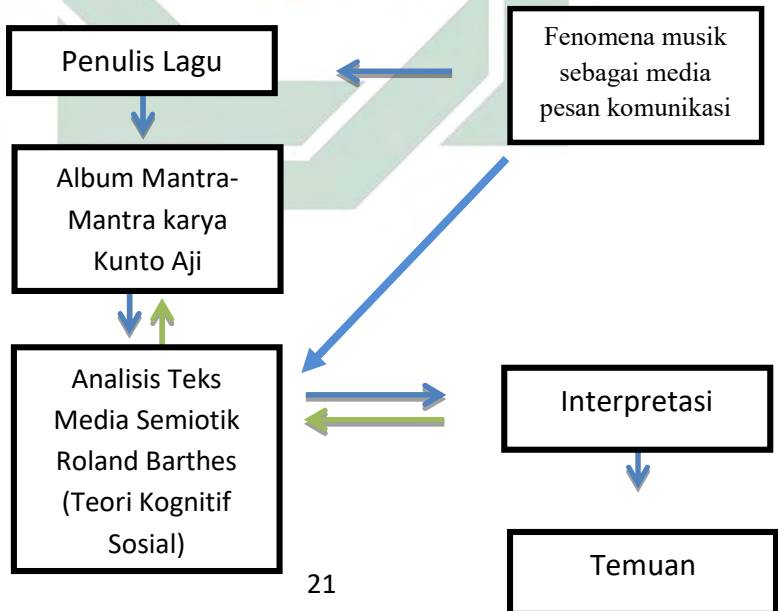 Penulis Lagu
Fenomena musik
sebagai media
pesan komunikasi
Album Mantra-
Mantra karya
Kunto Aji
Analisis Teks
Media Semiotik
Roland Barthes
(Teori Kognitif
Sosial)
Interpretasi
Temuan
21